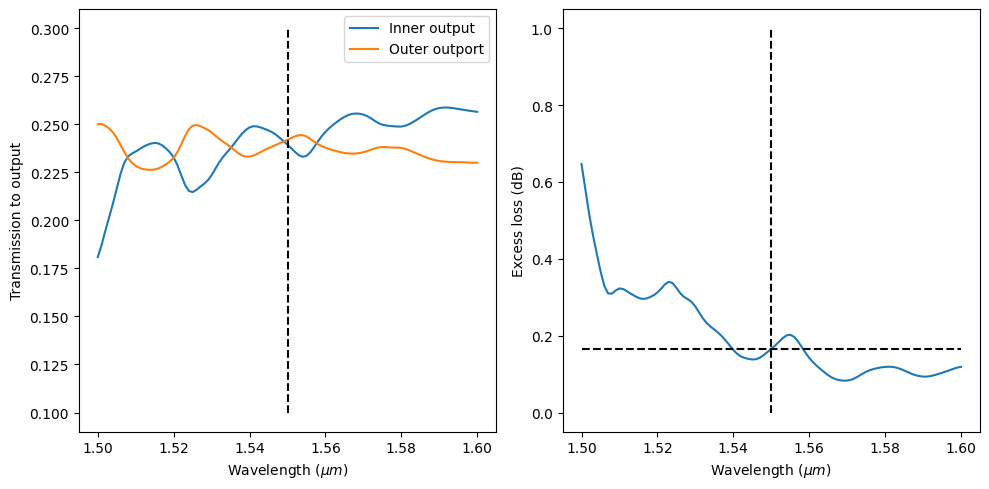 Inner output
Outer outport
0.300
0.275
0.250
0.225
0.200
0.175
0.150
0.125
0.100
Transmission to output
1.50 1.52 1.54 1.56 1.58 1.60
Wavelength (μm)
1.0
0.8
0.6
0.4
0.2
0.0
Excess loss (dB)
1.50 1.52 1.54 1.56 1.58 1.60
Wavelength (μm)